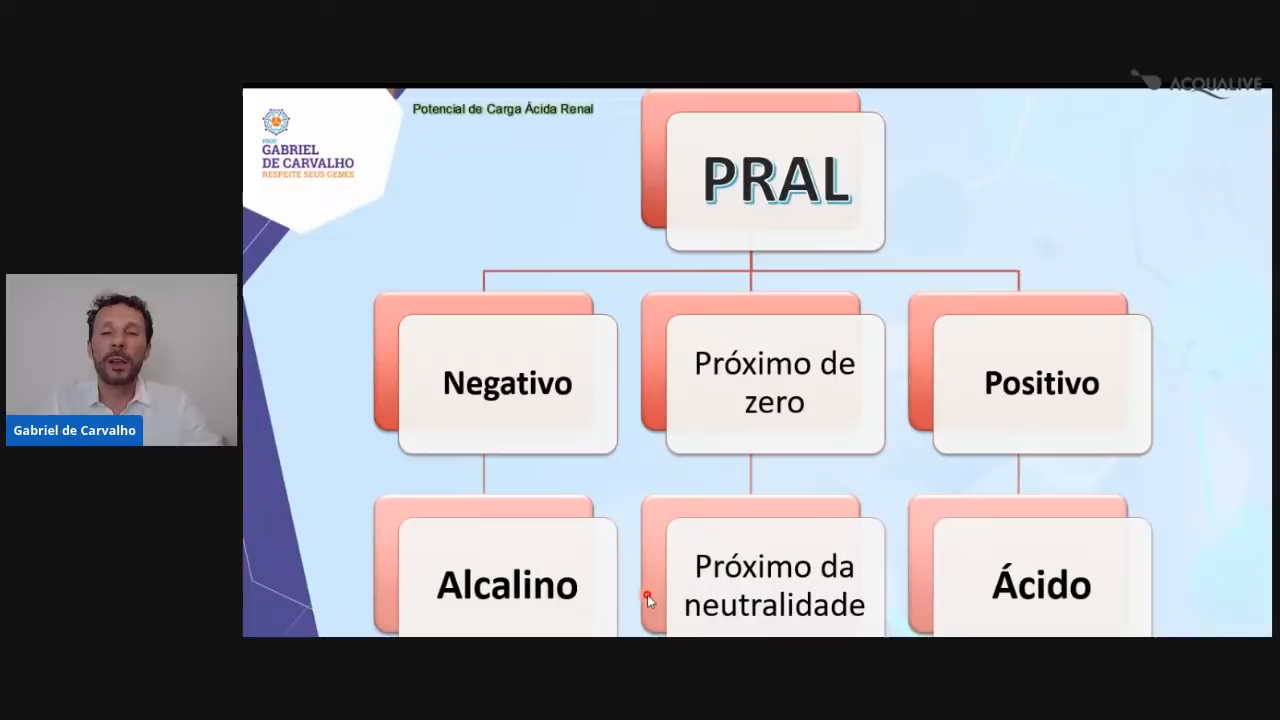 ACQUALIVE
Potencial de Carga Ácida Renal
PROF.
GABRIEL
DE CARVALHO
RESPEITE SEUS GENES
PRAL
Negativo
Próximo de
zero
Positivo
Gabriel de Carvalho
Alcalino
Próximo da
neutralidade
Ácido